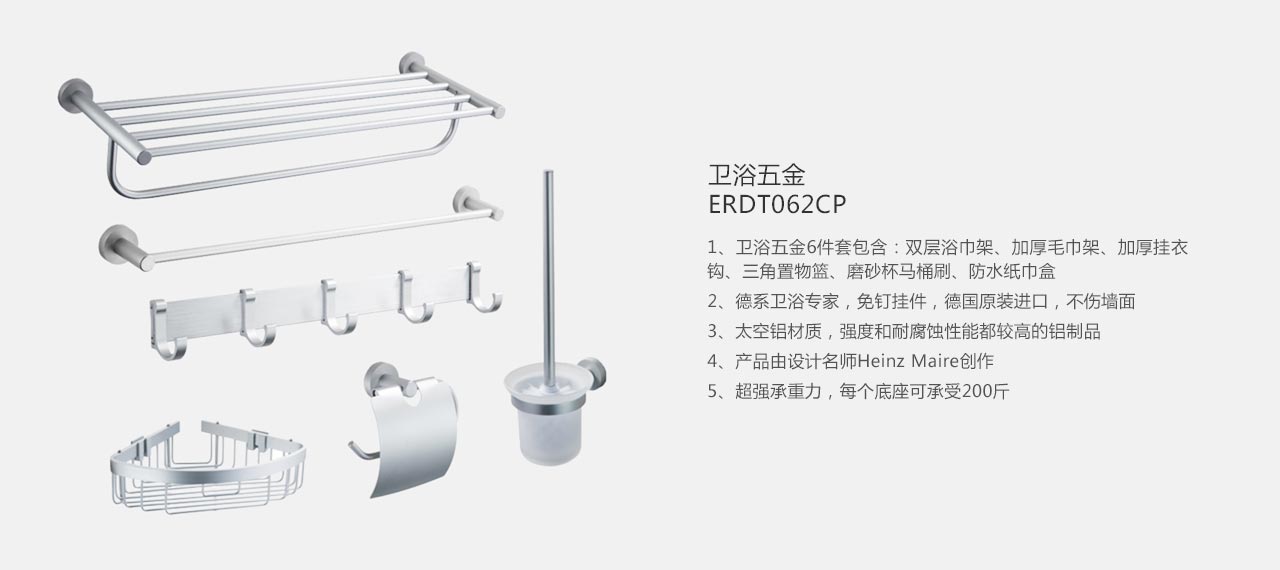 卫浴五金
ERDT062CP
1、卫浴五金6件套包含：双层浴巾架、加厚毛巾架、加厚挂衣
钩、三角置物篮、磨砂杯马桶刷、防水纸巾盒
2、德系卫浴专家，免钉挂件，德国原装进口，不伤墙面
3、太空铝材质，强度和耐腐蚀性能都较高的铝制品
4、产品由设计名师Heinz Maire创作
5、超强承重力，每个底座可承受200斤